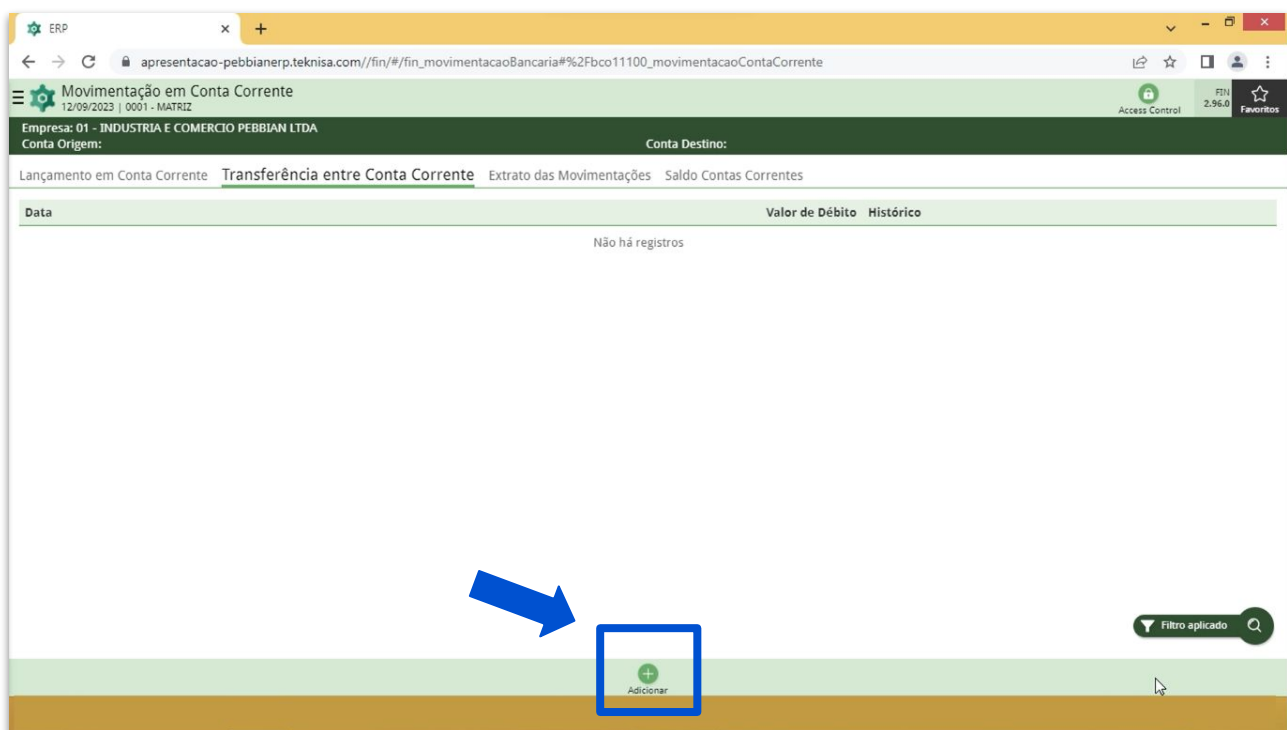 ERP
apresentacao-pebbianerp.teknisa.com//fin/#/fin_movimentacaoBancaria#%2Fbco11100_movimentacaoContaCorrente
Movimentação em Conta Corrente
12/09/2023 | 0001 - MATRIZ
Access Control
FIN
2.96.0
Favoritos
Empresa: 01 - INDUSTRIA E COMERCIO PEBBIAN LTDA
Conta Origem: Conta Destino:
Lançamento em Conta Corrente Transferência entre Conta Corrente Extrato das Movimentações Saldo Contas Correntes
Data Valor de Débito Histórico
Não há registros
Filtro aplicado
Adicionar